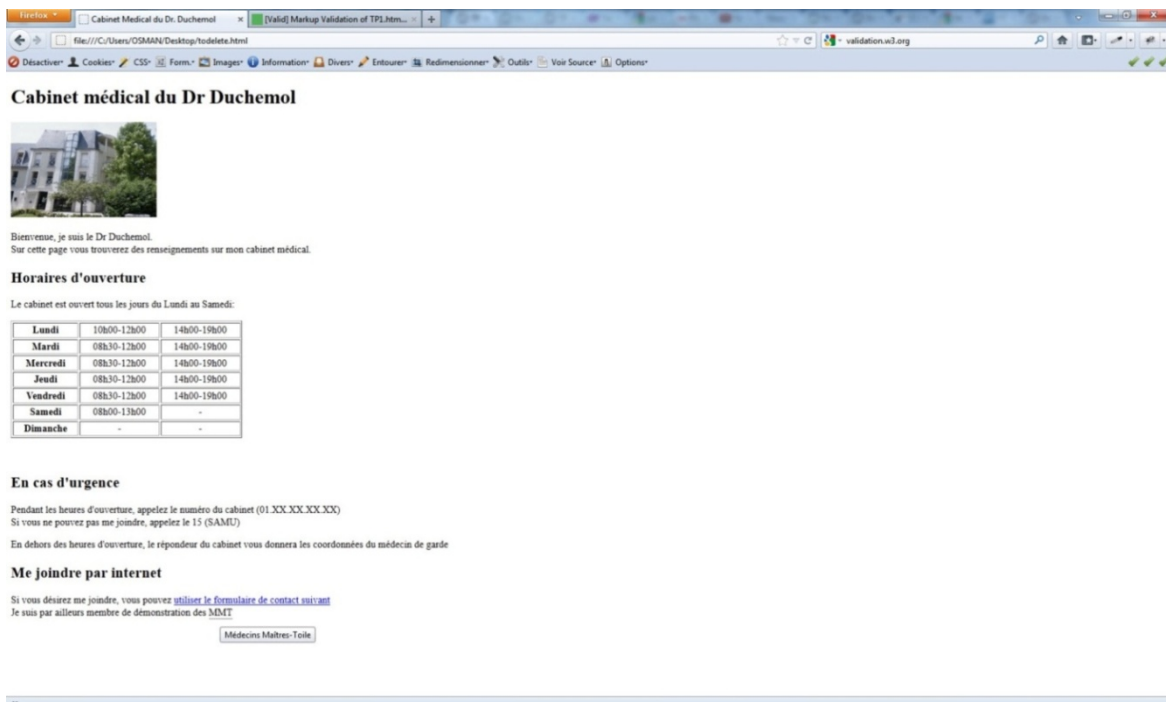 Firefox
Cabinet Medical du Dr. Duchemol
[Valid] Markup Validation of TP1.htm...
file:///C:/Users/OSMAN/Desktop/todelete.html
validation.w3.org
Désactiver Cookies CSS Form. Images Information Divers Entourer Redimensionner Outils Voir Source Options
Cabinet médical du Dr Duchemol
Bienvenue, je suis le Dr Duchemol.
Sur cette page vous trouverez des renseignements sur mon cabinet médical.
Horaires d'ouverture
Le cabinet est ouvert tous les jours du Lundi au Samedi:
Lundi 10h00-12h00 14h00-19h00
Mardi 08h30-12h00 14h00-19h00
Mercredi 08h30-12h00 14h00-19h00
Jeudi 08h30-12h00 14h00-19h00
Vendredi 08h30-12h00 14h00-19h00
Samedi 08h00-13h00 -
Dimanche - -
En cas d'urgence
Pendant les heures d'ouverture, appelez le numéro du cabinet (01.XX.XX.XX.XX)
Si vous ne pouvez pas me joindre, appelez le 15 (SAMU)
En dehors des heures d'ouverture, le répondeur du cabinet vous donnera les coordonnées du médecin de garde
Me joindre par internet
Si vous désirez me joindre, vous pouvez utiliser le formulaire de contact suivant
Je suis par ailleurs membre de démonstration des MMT
Médecins Maîtres-Toile